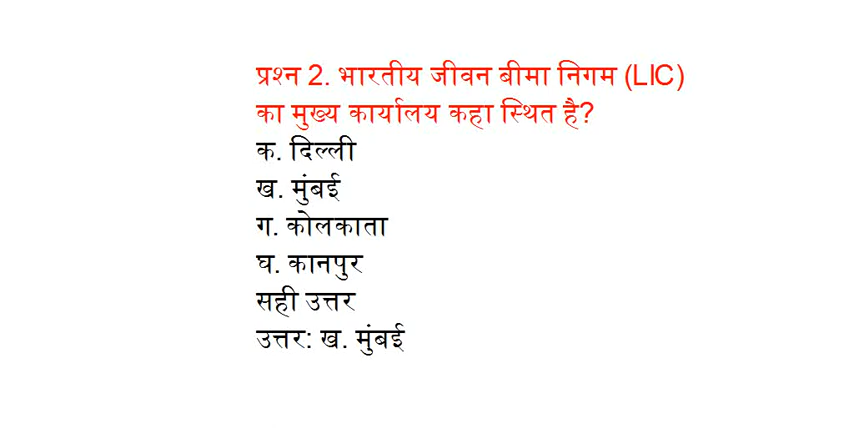 प्रश्न 2. भारतीय जीवन बीमा निगम (LIC)
का मुख्य कार्यालय कहा स्थित है?
क. दिल्ली
ख. मुंबई
ग. कोलकाता
घ. कानपुर
सही उत्तर
उत्तर: ख. मुंबई